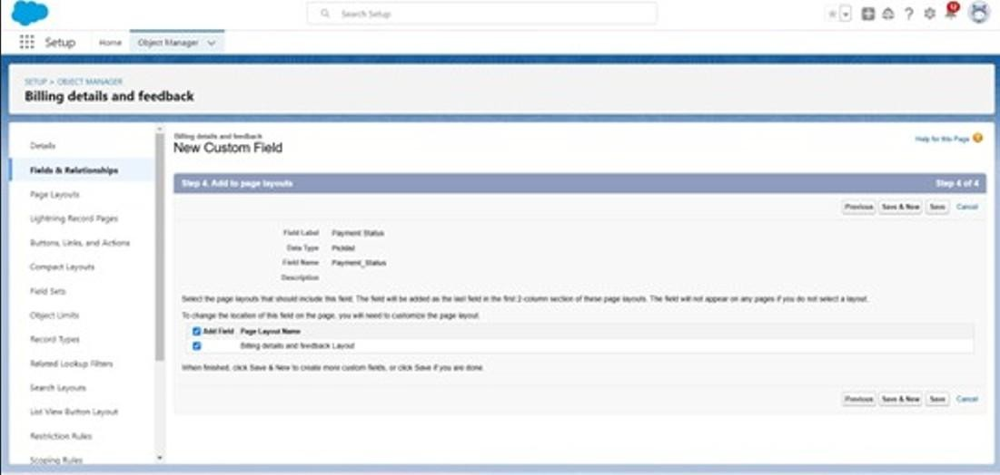 Search Setup
Setup Home Object Manager
SETUP > OBJECT MANAGER
Billing details and feedback
Details
Fields & Relationships
Page Layouts
Lightning Record Pages
Buttons, Links, and Actions
Compact Layouts
Field Sets
Object Limits
Record Types
Related Lookup Filters
Search Layouts
List View Button Layout
Restriction Rules
Scoping Rules
Billing details and feedback
New Custom Field
Help for this Page
Step 4. Add to page layouts Step 4 of 4
Previous Save & New Save Cancel
Field Label Payment Status
Data Type Picklist
Field Name Payment_Status
Description
Select the page layouts that should include this field. The field will be added as the last field in the first 2-column section of these page layouts. The field will not appear on any pages if you do not select a layout.
To change the location of this field on the page, you will need to customize the page layout.
Add Field Page Layout Name
Billing details and feedback Layout
When finished, click Save & New to create more custom fields, or click Save if you are done.
Previous Save & New Save Cancel